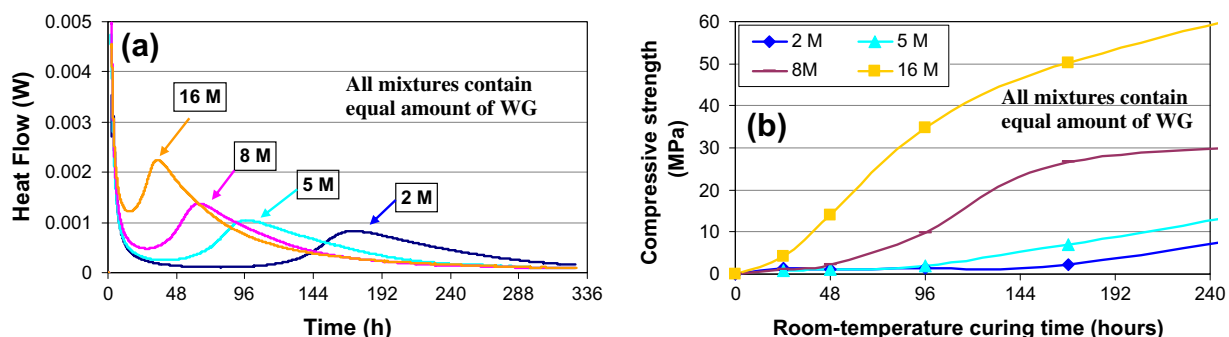 (a)
All mixtures contain
equal amount of WG
16 M
8 M
5 M
2 M
Heat Flow (W)
0.005
0.004
0.003
0.002
0.001
0
0 48 96 144 192 240 288 336
Time (h)
2 M 5 M
8M 16 M
(b)
All mixtures contain
equal amount of WG
Compressive strength
(MPa)
60
50
40
30
20
10
0
0 48 96 144 192 240
Room-temperature curing time (hours)